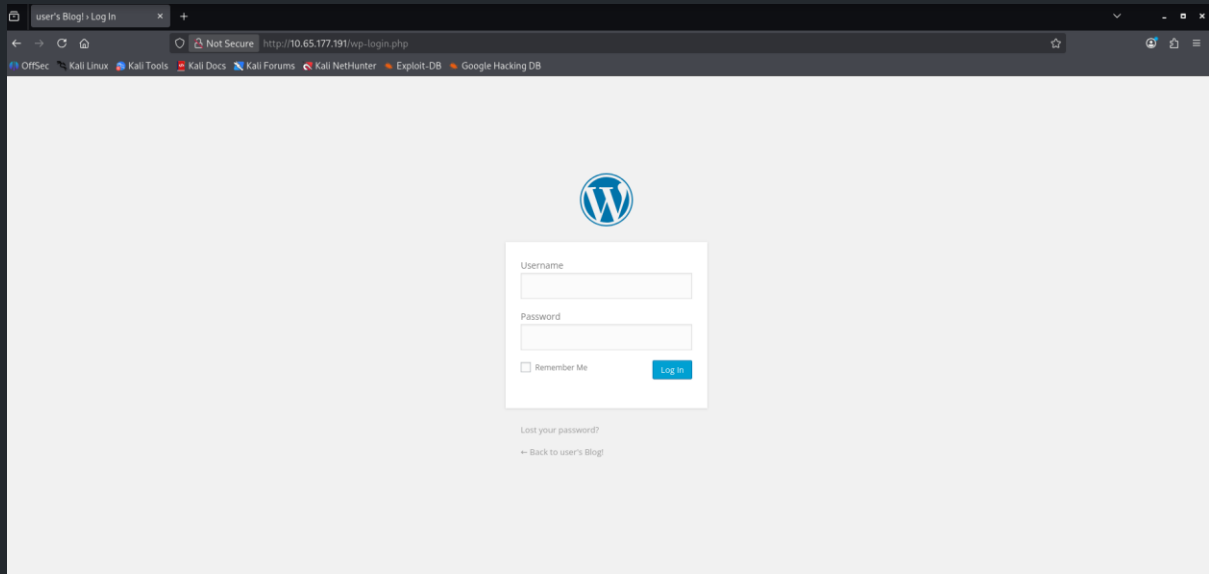 user's Blog! › Log In
Not Secure http://10.65.177.191/wp-login.php
OffSec Kali Linux Kali Tools Kali Docs Kali Forums Kali NetHunter Exploit-DB Google Hacking DB
Username
Password
Remember Me Log In
Lost your password?
← Back to user's Blog!